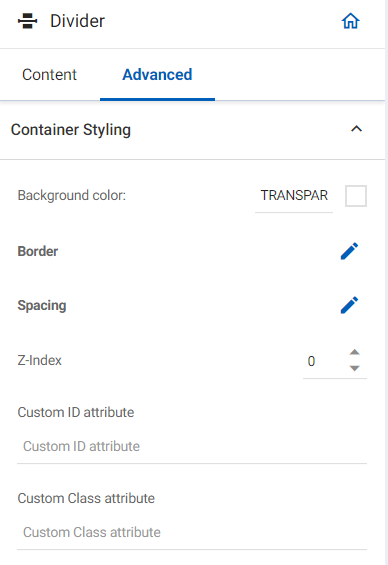 Divider
Content Advanced
Container Styling
Background color: TRANSPAR
Border
Spacing
Z-Index 0
Custom ID attribute
Custom ID attribute
Custom Class attribute
Custom Class attribute